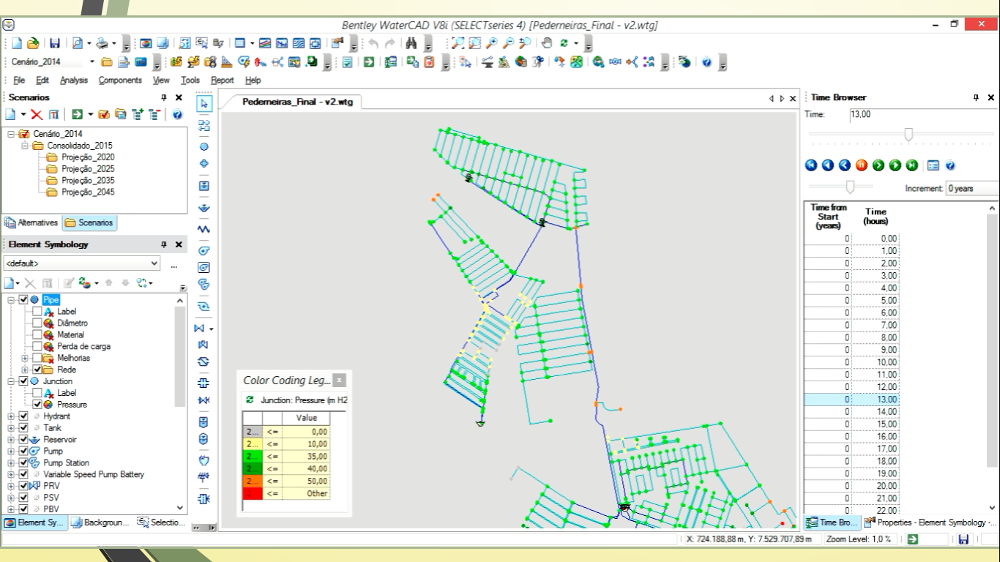 Bentley WaterCAD V8i (SELECTseries 4) [Pederneiras_Final - v2.wtg]
Cenário_2014
File Edit Analysis Components View Tools Report Help
Scenarios
Cenário_2014
Consolidado_2015
Projeção_2020
Projeção_2025
Projeção_2035
Projeção_2045
Alternatives Scenarios
Element Symbology
<default>
...
Pipe
Label
Diâmetro
Material
Perda de carga
Melhorias
Rede
Junction
Label
Pressure
Hydrant
Tank
Reservoir
Pump
Pump Station
Variable Speed Pump Battery
PRV
PSV
PBV
Element Sy... Backgroun... Selectio...
Pederneiras_Final - v2.wtg
Color Coding Leg... x
Junction: Pressure (m H2
Value
2... <= 0,00
2... <= 10,00
2... <= 35,00
2... <= 40,00
2... <= 50,00
2... <= Other
Time Browser
Time: 13,00
Increment: 0 years
Time from Start (years) Time (hours)
0 0,00
0 1,00
0 2,00
0 3,00
0 4,00
0 5,00
0 6,00
0 7,00
0 8,00
0 9,00
0 10,00
0 11,00
0 12,00
0 13,00
0 14,00
0 15,00
0 16,00
0 17,00
0 18,00
0 19,00
0 20,00
0 21,00
0 22,00
Time Bro... Properties - Element Symbology -...
X: 724.188,88 m, Y: 7.529.707,89 m Zoom Level: 1,0 %